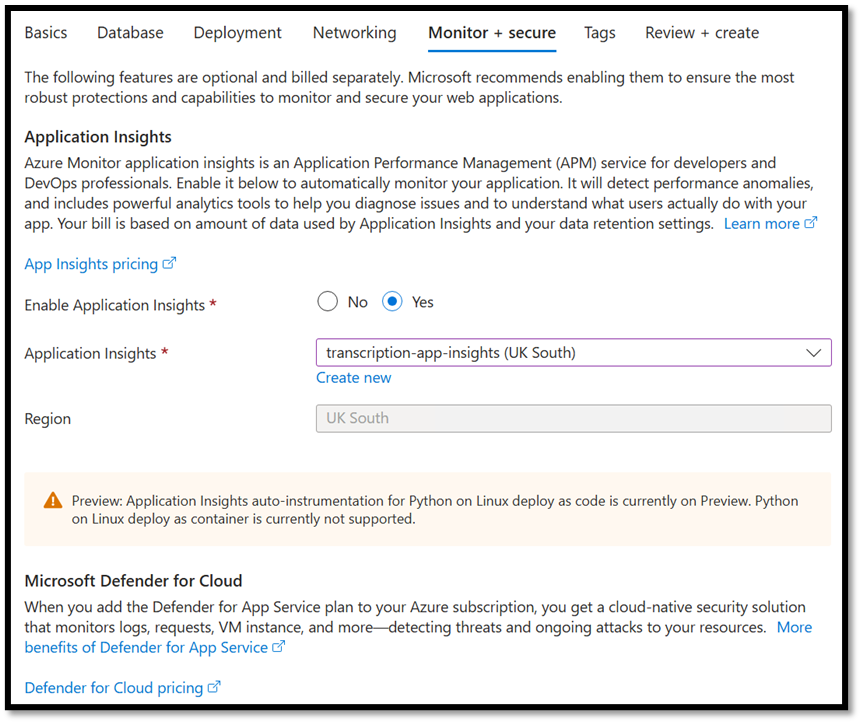 Basics Database Deployment Networking Monitor + secure Tags Review + create
The following features are optional and billed separately. Microsoft recommends enabling them to ensure the most
robust protections and capabilities to monitor and secure your web applications.
Application Insights
Azure Monitor application insights is an Application Performance Management (APM) service for developers and
DevOps professionals. Enable it below to automatically monitor your application. It will detect performance anomalies,
and includes powerful analytics tools to help you diagnose issues and to understand what users actually do with your
app. Your bill is based on amount of data used by Application Insights and your data retention settings. Learn more
App Insights pricing
Enable Application Insights * No Yes
Application Insights * transcription-app-insights (UK South)
Create new
Region UK South
Preview: Application Insights auto-instrumentation for Python on Linux deploy as code is currently on Preview. Python
on Linux deploy as container is currently not supported.
Microsoft Defender for Cloud
When you add the Defender for App Service plan to your Azure subscription, you get a cloud-native security solution
that monitors logs, requests, VM instance, and more—detecting threats and ongoing attacks to your resources. More
benefits of Defender for App Service
Defender for Cloud pricing